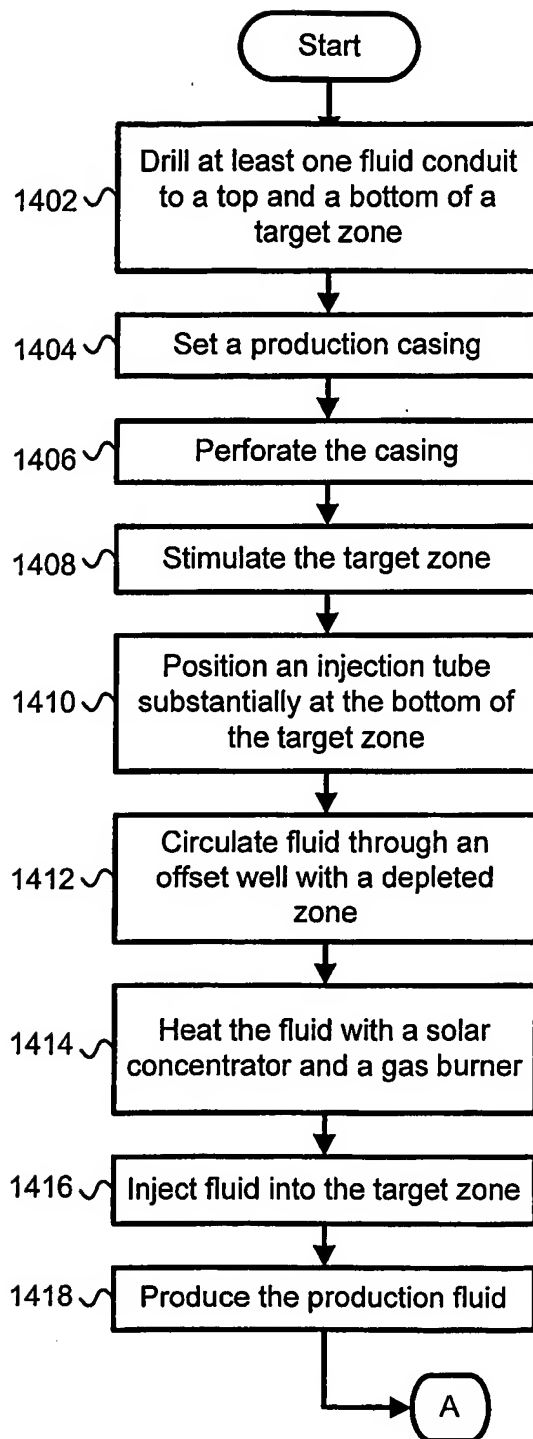 Start
1402
Drill at least one fluid conduit
to a top and a bottom of a
target zone
1404
Set a production casing
1406
Perforate the casing
1408
Stimulate the target zone
1410
Position an injection tube
substantially at the bottom of
the target zone
1412
Circulate fluid through an
offset well with a depleted
zone
1414
Heat the fluid with a solar
concentrator and a gas burner
1416
Inject fluid into the target zone
1418
Produce the production fluid
A